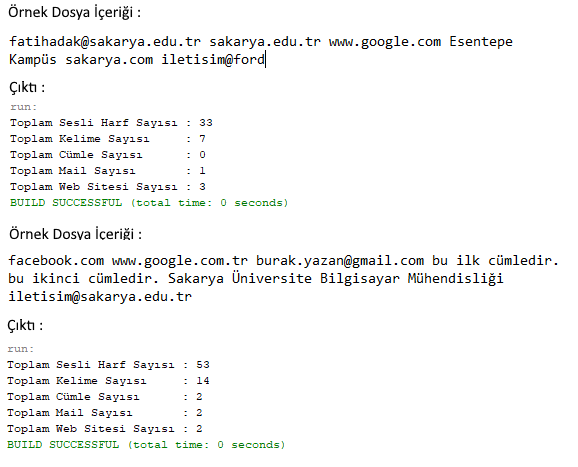 Örnek Dosya İçeriği :
fatihadak@sakarya.edu.tr sakarya.edu.tr www.google.com Esentepe
Kampüs sakarya.com iletisim@ford
Çıktı :
run:
Toplam Sesli Harf Sayısı : 33
Toplam Kelime Sayısı : 7
Toplam Cümle Sayısı : 0
Toplam Mail Sayısı : 1
Toplam Web Sitesi Sayısı : 3
BUILD SUCCESSFUL (total time: 0 seconds)
Örnek Dosya İçeriği :
facebook.com www.google.com.tr burak.yazan@gmail.com bu ilk cümledir.
bu ikinci cümledir. Sakarya Üniversite Bilgisayar Mühendisliği
iletisim@sakarya.edu.tr
Çıktı :
run:
Toplam Sesli Harf Sayısı : 53
Toplam Kelime Sayısı : 14
Toplam Cümle Sayısı : 2
Toplam Mail Sayısı : 2
Toplam Web Sitesi Sayısı : 2
BUILD SUCCESSFUL (total time: 0 seconds)